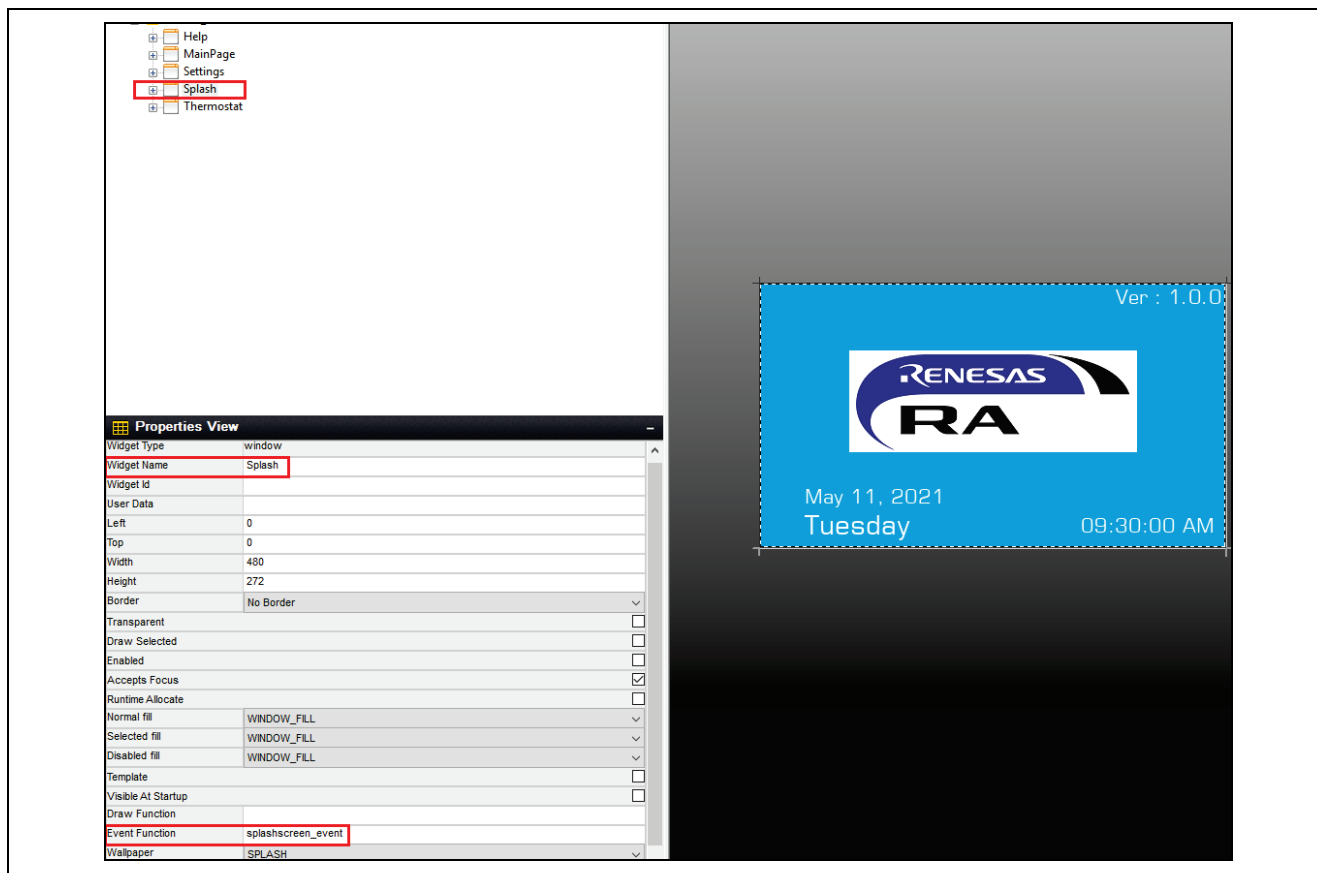 Help
MainPage
Settings
Splash
Thermostat
Properties View
Widget Type window
Widget Name Splash
Widget Id
User Data
Left 0
Top 0
Width 480
Height 272
Border No Border
Transparent
Draw Selected
Enabled
Accepts Focus
Runtime Allocate
Normal fill WINDOW_FILL
Selected fill WINDOW_FILL
Disabled fill WINDOW_FILL
Template
Visible At Startup
Draw Function
Event Function splashscreen_event
Wallpaper SPLASH
Ver : 1.0.0
RENESAS
RA
May 11, 2021
Tuesday 09:30:00 AM